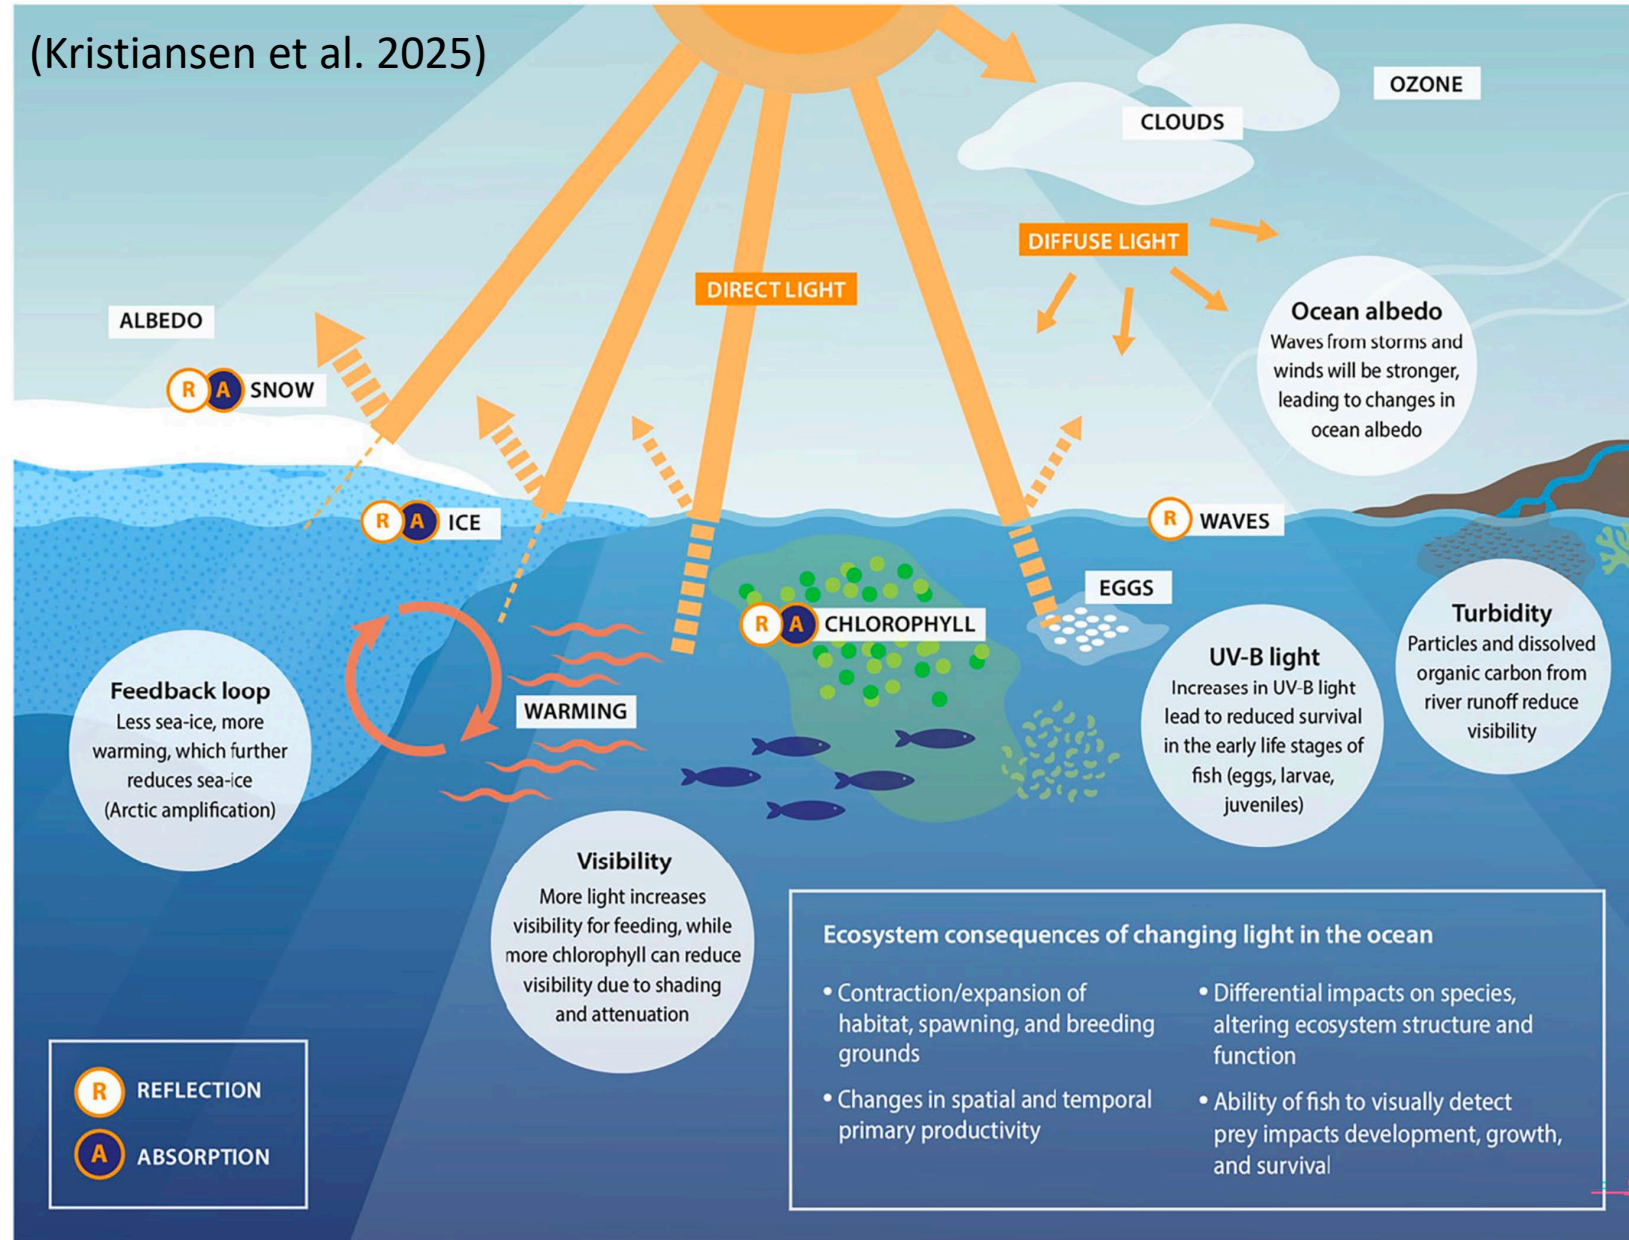 (Kristiansen et al. 2025)
OZONE
CLOUDS
DIFFUSE LIGHT
DIRECT LIGHT
ALBEDO
R A SNOW
Ocean albedo
Waves from storms and
winds will be stronger,
leading to changes in
ocean albedo
R A ICE
R WAVES
EGGS
R A CHLOROPHYLL
WARMING
Feedback loop
Less sea-ice, more
warming, which further
reduces sea-ice
(Arctic amplification)
UV-B light
Increases in UV-B light
lead to reduced survival
in the early life stages of
fish (eggs, larvae,
juveniles)
Turbidity
Particles and dissolved
organic carbon from
river runoff reduce
visibility
Visibility
More light increases
visibility for feeding, while
more chlorophyll can reduce
visibility due to shading
and attenuation
R REFLECTION
A ABSORPTION
Ecosystem consequences of changing light in the ocean
• Contraction/expansion of
habitat, spawning, and breeding
grounds
• Changes in spatial and temporal
primary productivity
• Differential impacts on species,
altering ecosystem structure and
function
• Ability of fish to visually detect
prey impacts development, growth,
and survival